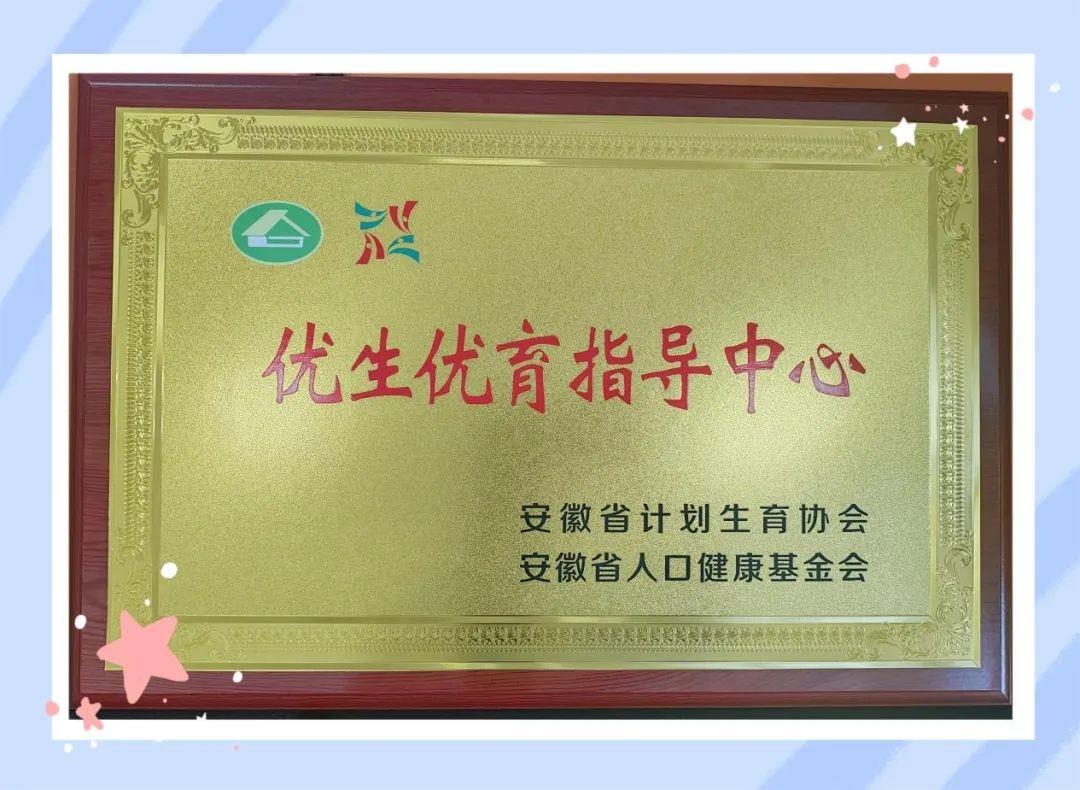 优生优育指导中心
安徽省计划生育协会
安徽省人口健康基金会